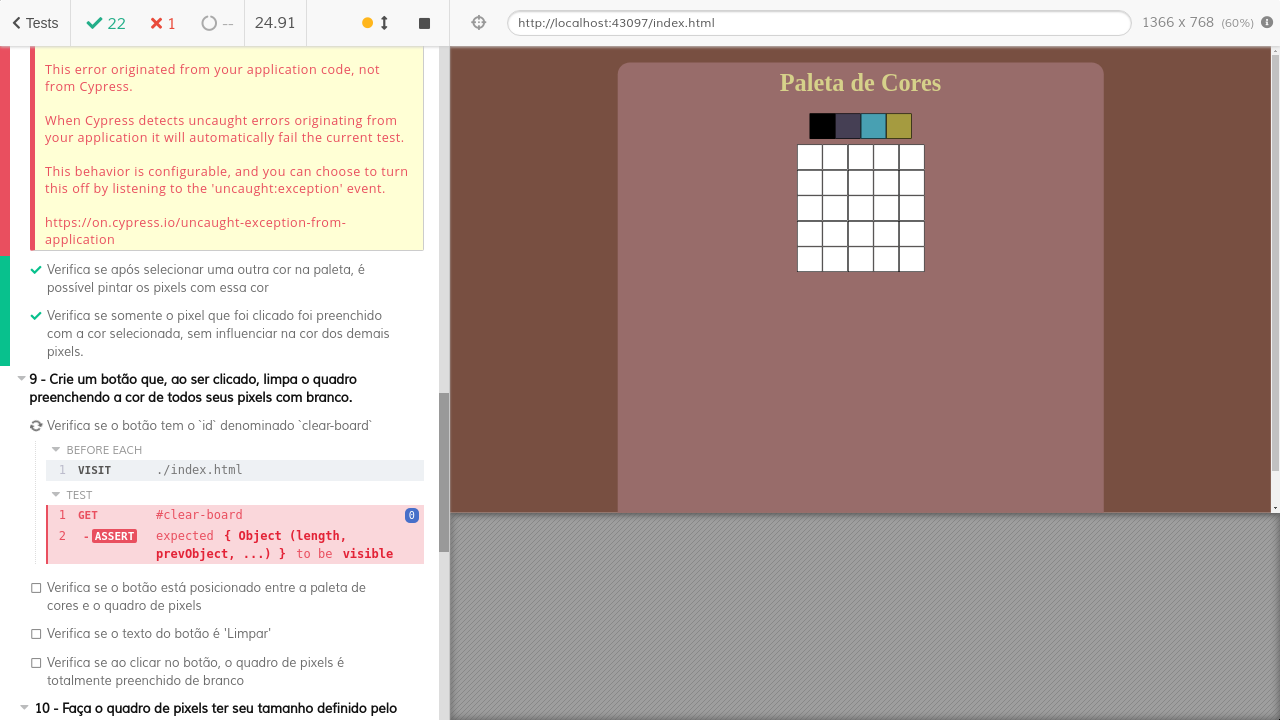 Tests
22
1
--
24.91
http://localhost:43097/index.html
1366 x 768 (60%)
This error originated from your application code, not
from Cypress.
When Cypress detects uncaught errors originating from
your application it will automatically fail the current test.
This behavior is configurable, and you can choose to turn
this off by listening to the 'uncaught:exception' event.
https://on.cypress.io/uncaught-exception-from-
application
Verifica se após selecionar uma outra cor na paleta, é
possível pintar os pixels com essa cor
Verifica se somente o pixel que foi clicado foi preenchido
com a cor selecionada, sem influenciar na cor dos demais
pixels.
9 - Crie um botão que, ao ser clicado, limpa o quadro
preenchendo a cor de todos seus pixels com branco.
Verifica se o botão tem o `id` denominado `clear-board`
BEFORE EACH
1 VISIT ./index.html
TEST
1 GET #clear-board 0
2 -ASSERT expected { Object (length,
prevObject, ...) } to be visible
Verifica se o botão está posicionado entre a paleta de
cores e o quadro de pixels
Verifica se o texto do botão é 'Limpar'
Verifica se ao clicar no botão, o quadro de pixels é
totalmente preenchido de branco
10 - Faça o quadro de pixels ter seu tamanho definido pelo
Paleta de Cores